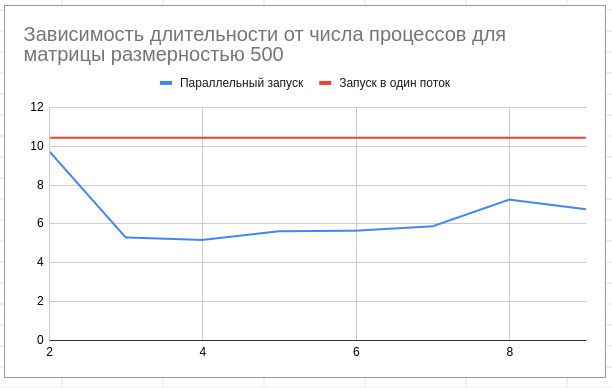 Зависимость длительности от числа процессов для
матрицы размерностью 500
Параллельный запуск Запуск в один поток
12
10
8
6
4
2
0
2 4 6 8